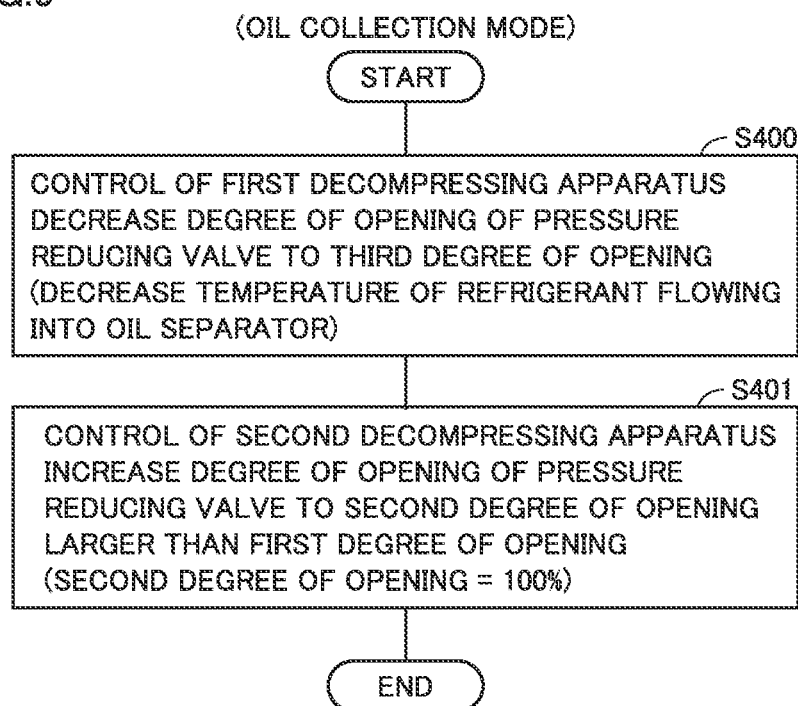 (OIL COLLECTION MODE)
START
S400
CONTROL OF FIRST DECOMPRESSING APPARATUS
DECREASE DEGREE OF OPENING OF PRESSURE
REDUCING VALVE TO THIRD DEGREE OF OPENING
(DECREASE TEMPERATURE OF REFRIGERANT FLOWING
INTO OIL SEPARATOR)
S401
CONTROL OF SECOND DECOMPRESSING APPARATUS
INCREASE DEGREE OF OPENING OF PRESSURE
REDUCING VALVE TO SECOND DEGREE OF OPENING
LARGER THAN FIRST DEGREE OF OPENING
(SECOND DEGREE OF OPENING = 100%)
END